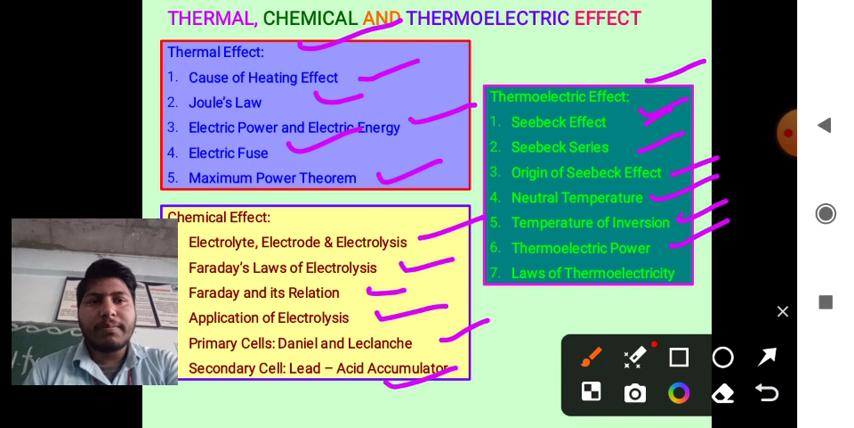 THERMAL, CHEMICAL AND THERMOELECTRIC EFFECT
Thermal Effect:
1. Cause of Heating Effect
2. Joule's Law
3. Electric Power and Electric Energy
4. Electric Fuse
5. Maximum Power Theorem
Chemical Effect:
Electrolyte, Electrode & Electrolysis
Faraday's Laws of Electrolysis
Faraday and its Relation
Application of Electrolysis
Primary Cells: Daniel and Leclanche
Secondary Cell: Lead – Acid Accumulator
Thermoelectric Effect:
1. Seebeck Effect
2. Seebeck Series
3. Origin of Seebeck Effect
4. Neutral Temperature
5. Temperature of Inversion
6. Thermoelectric Power
7. Laws of Thermoelectricity